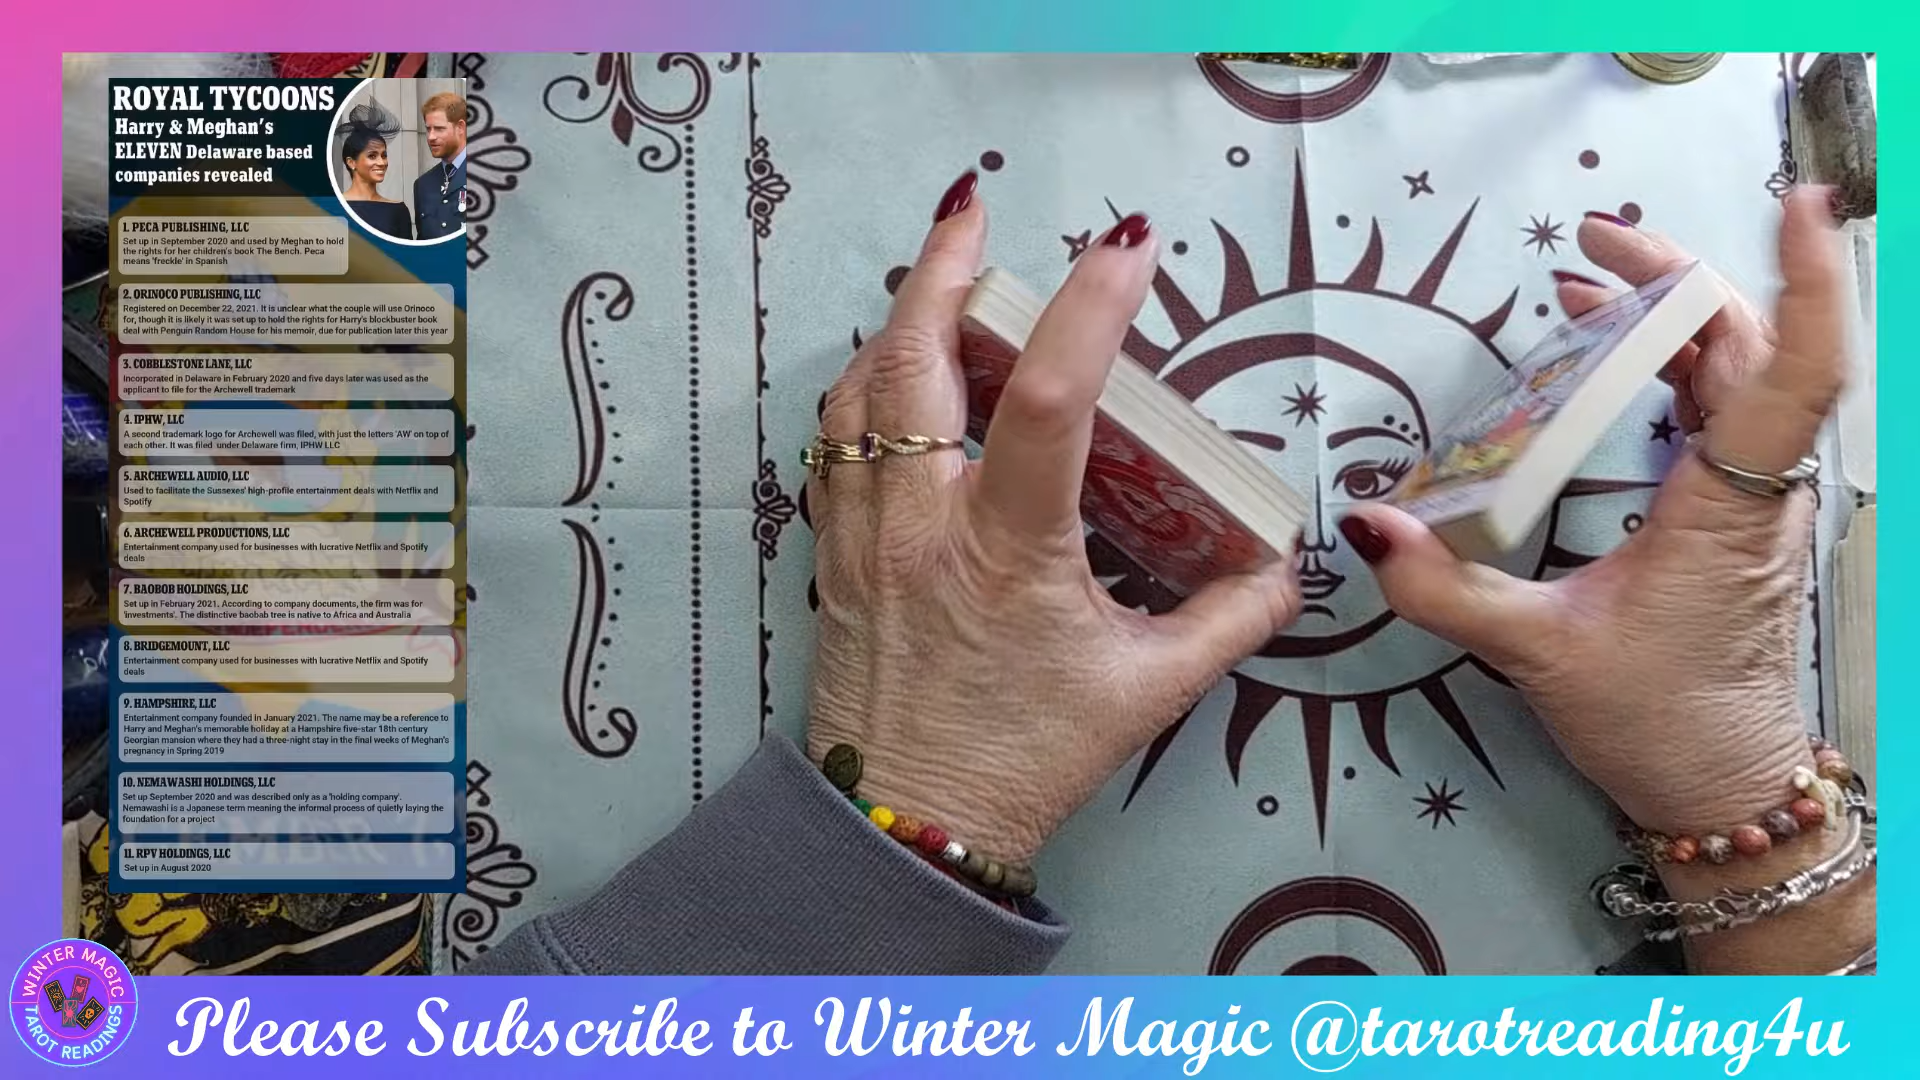 ROYAL TYCOONS
Harry & Meghan's
ELEVEN Delaware based
companies revealed
1. PECA PUBLISHING, LLC
Set up in September 2020 and used by Meghan to hold
the rights for her children's book The Bench. Peca
means 'freckle' in Spanish
2. ORINOCO PUBLISHING, LLC
Registered on December 22, 2021. It is unclear what the couple will use Orinoco
for, though it is likely it was set up to hold the rights for Harry's blockbuster book
deal with Penguin Random House for his memoir, due for publication later this year
3. COBBLESTONE LANE, LLC
Incorporated in Delaware in February 2020 and five days later was used as the
applicant to file for the Archewell trademark
4. IPHW, LLC
A second trademark logo for Archewell was filed, with just the letters 'AW' on top of
each other. It was filed under Delaware firm, IPHW LLC
5. ARCHEWELL AUDIO, LLC
Used to facilitate the Sussexes' high-profile entertainment deals with Netflix and
Spotify
6. ARCHEWELL PRODUCTIONS, LLC
Entertainment company used for businesses with lucrative Netflix and Spotify
deals
7. BAOBOB HOLDINGS, LLC
Set up in February 2021. According to company documents, the firm was for
'investments'. The distinctive baobab tree is native to Africa and Australia
8. BRIDGEMOUNT, LLC
Entertainment company used for businesses with lucrative Netflix and Spotify
deals
9. HAMPSHIRE, LLC
Entertainment company founded in January 2021. The name may be a reference to
Harry and Meghan's memorable holiday at a Hampshire five-star 18th century
Georgian mansion where they had a three-night stay in the final weeks of Meghan's
pregnancy in Spring 2019
10. NEMAWASHI HOLDINGS, LLC
Set up September 2020 and was described only as a 'holding company'.
Nemawashi is a Japanese term meaning the informal process of quietly laying the
foundation for a project
11. RPV HOLDINGS, LLC
Set up in August 2020
WINTER MAGIC
TAROT READINGS
Please Subscribe to Winter Magic @tarotreading4u